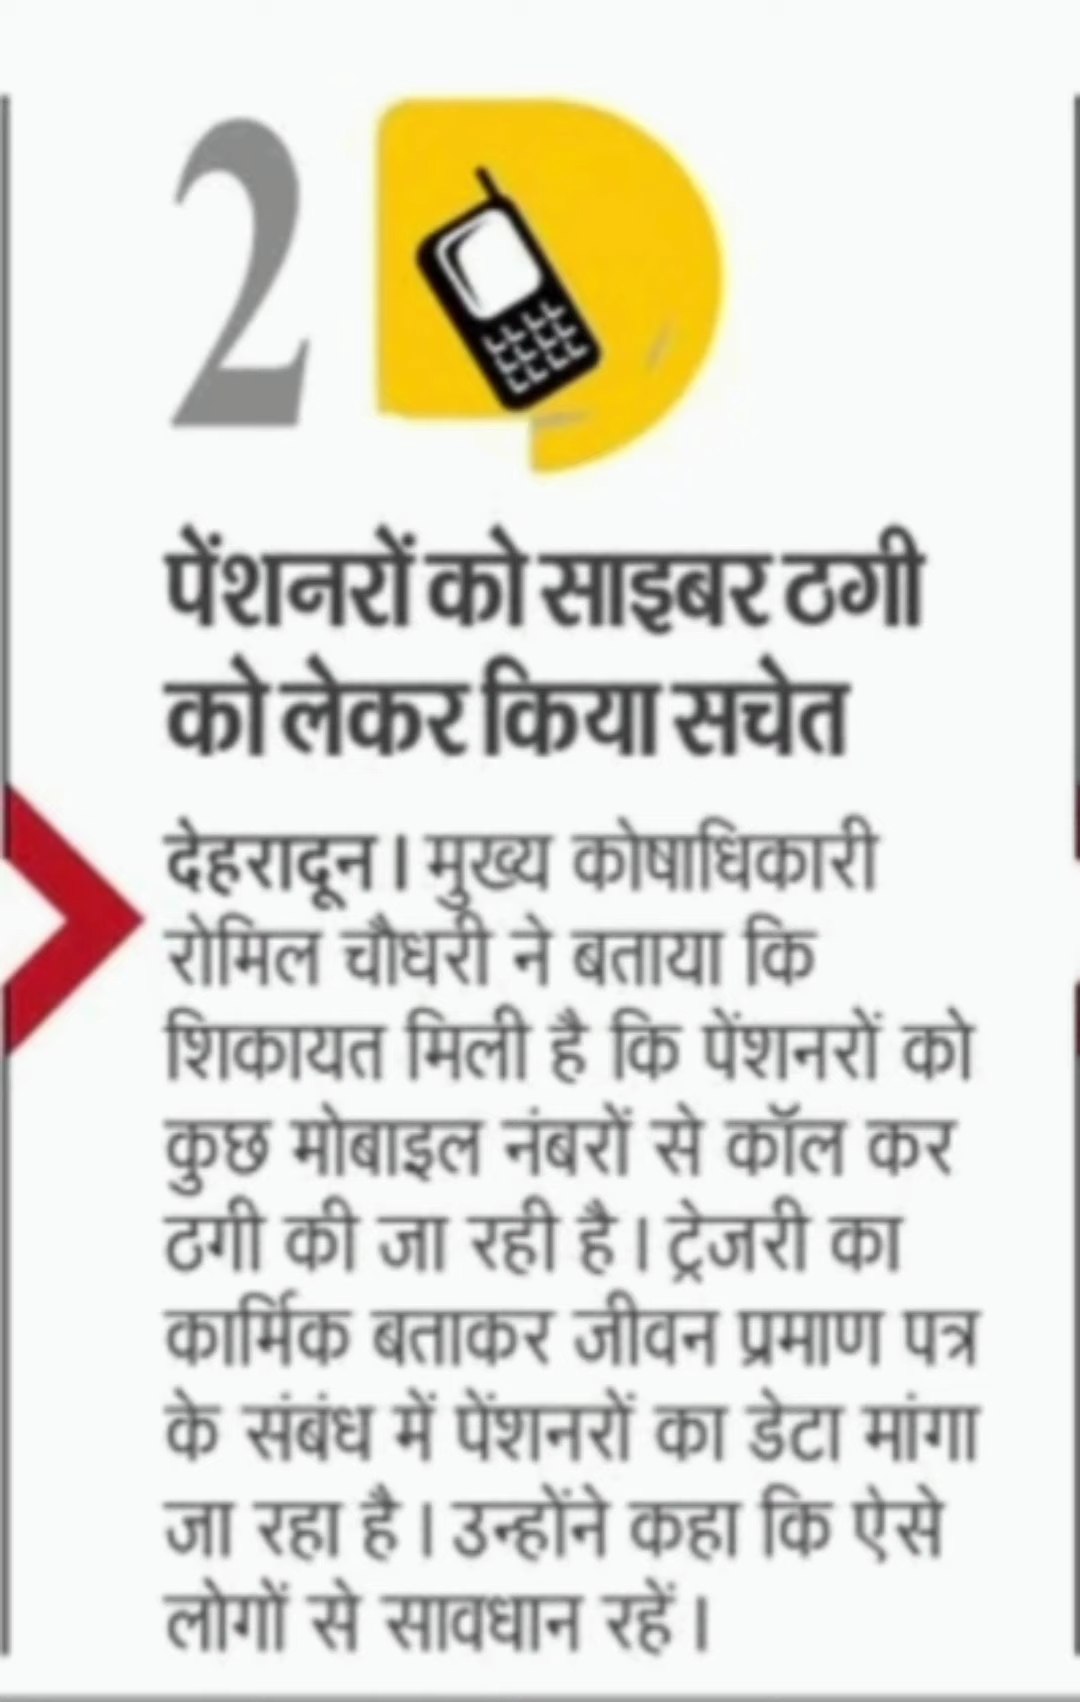 2
पेंशनरों को साइबर ठगी
को लेकर किया सचेत
देहरादून। मुख्य कोषाधिकारी
रोमिल चौधरी ने बताया कि
शिकायत मिली है कि पेंशनरों को
कुछ मोबाइल नंबरों से कॉल कर
ठगी की जा रही है। ट्रेजरी का
कार्मिक बताकर जीवन प्रमाण पत्र
के संबंध में पेंशनरों का डेटा मांगा
जा रहा है। उन्होंने कहा कि ऐसे
लोगों से सावधान रहें।